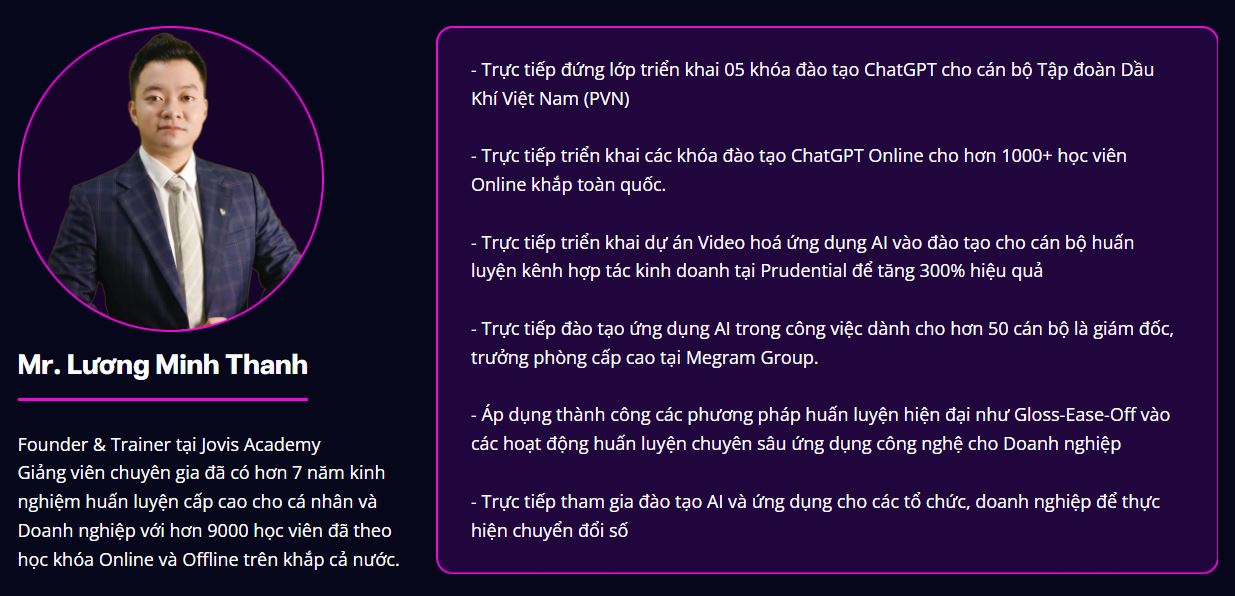 Mr. Lương Minh Thanh
Founder & Trainer tại Jovis Academy
Giảng viên chuyên gia đã có hơn 7 năm kinh
nghiệm huấn luyện cấp cao cho cá nhân và
Doanh nghiệp với hơn 9000 học viên đã theo
học khóa Online và Offline trên khắp cả nước.
- Trực tiếp đứng lớp triển khai 05 khóa đào tạo ChatGPT cho cán bộ Tập đoàn Dầu
Khí Việt Nam (PVN)
- Trực tiếp triển khai các khóa đào tạo ChatGPT Online cho hơn 1000+ học viên
Online khắp toàn quốc.
- Trực tiếp triển khai dự án Video hoá ứng dụng AI vào đào tạo cho cán bộ huấn
luyện kênh hợp tác kinh doanh tại Prudential để tăng 300% hiệu quả
- Trực tiếp đào tạo ứng dụng AI trong công việc dành cho hơn 50 cán bộ là giám đốc,
trưởng phòng cấp cao tại Megram Group.
- Áp dụng thành công các phương pháp huấn luyện hiện đại như Gloss-Ease-Off vào
các hoạt động huấn luyện chuyên sâu ứng dụng công nghệ cho Doanh nghiệp
- Trực tiếp tham gia đào tạo AI và ứng dụng cho các tổ chức, doanh nghiệp để thực
hiện chuyển đổi số